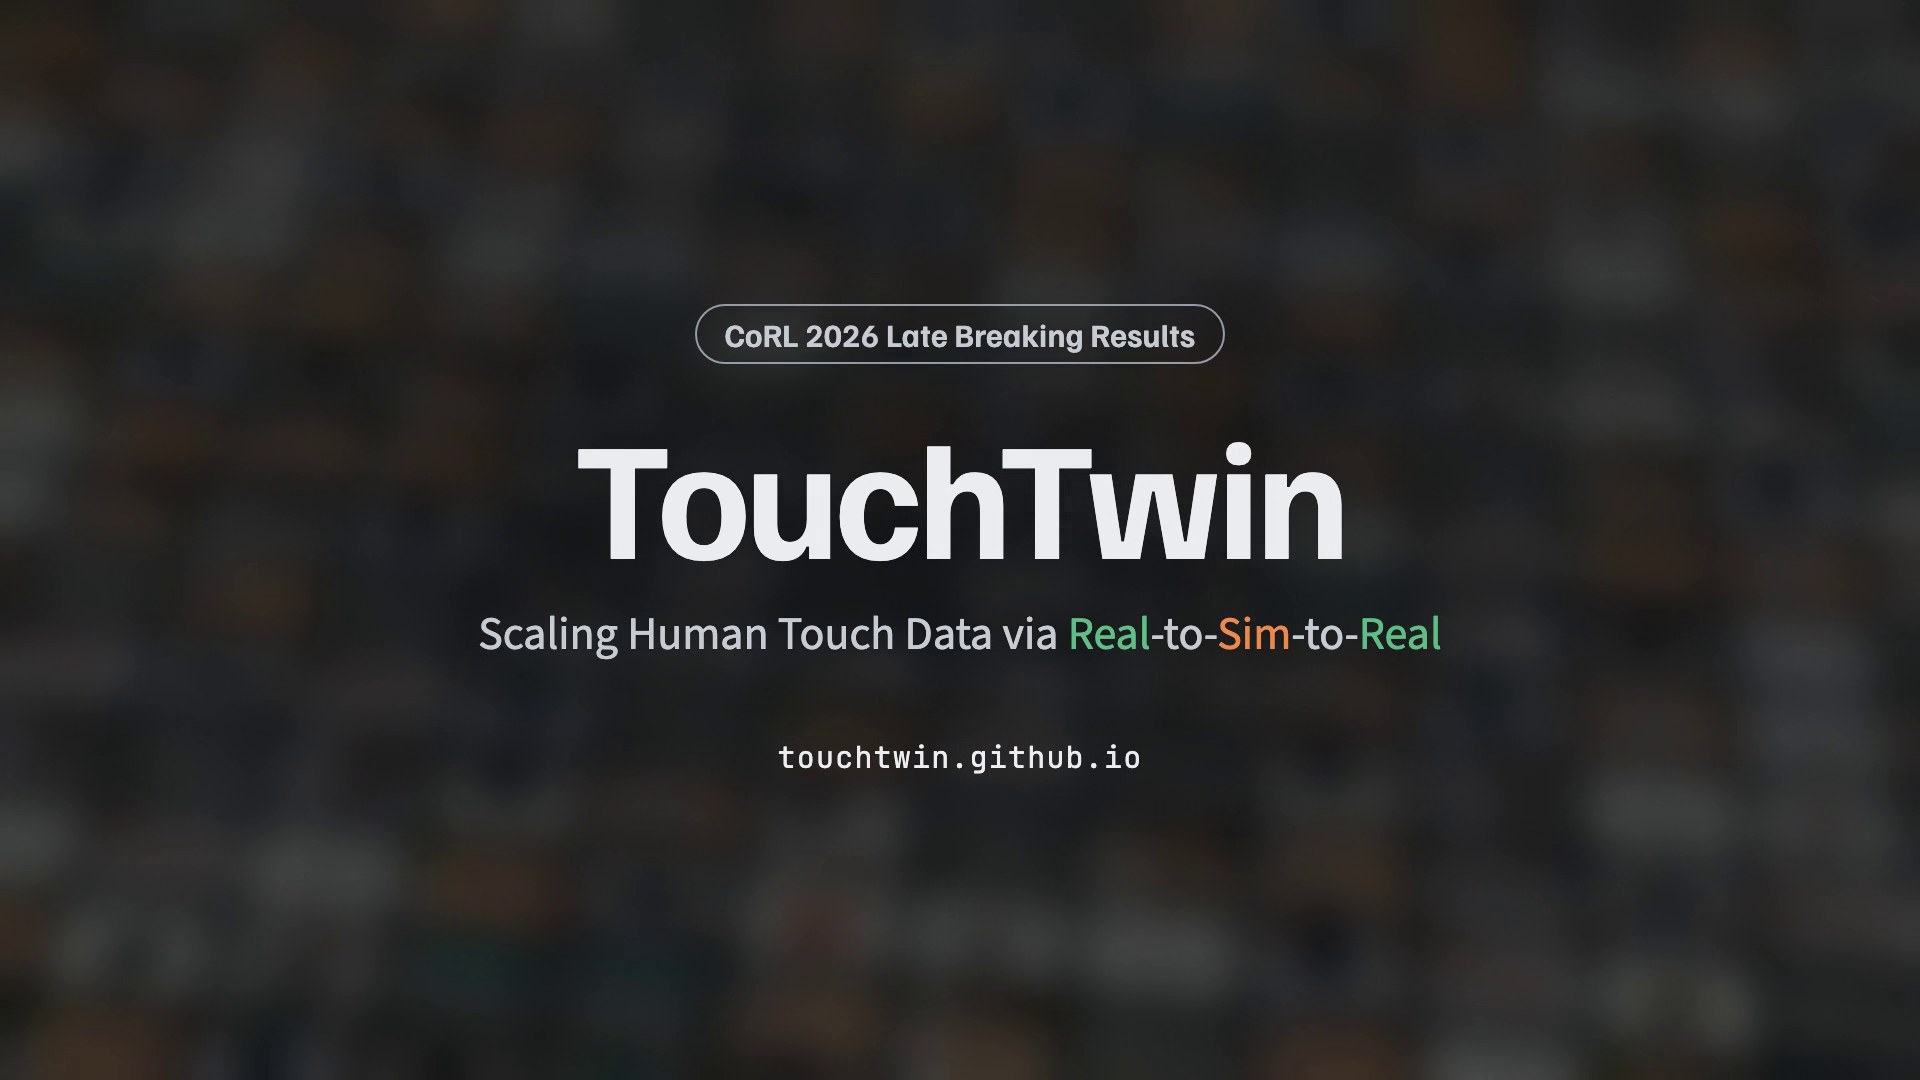 CoRL 2026 Late Breaking Results
TouchTwin
Scaling Human Touch Data via Real-to-Sim-to-Real
touchtwin.github.io